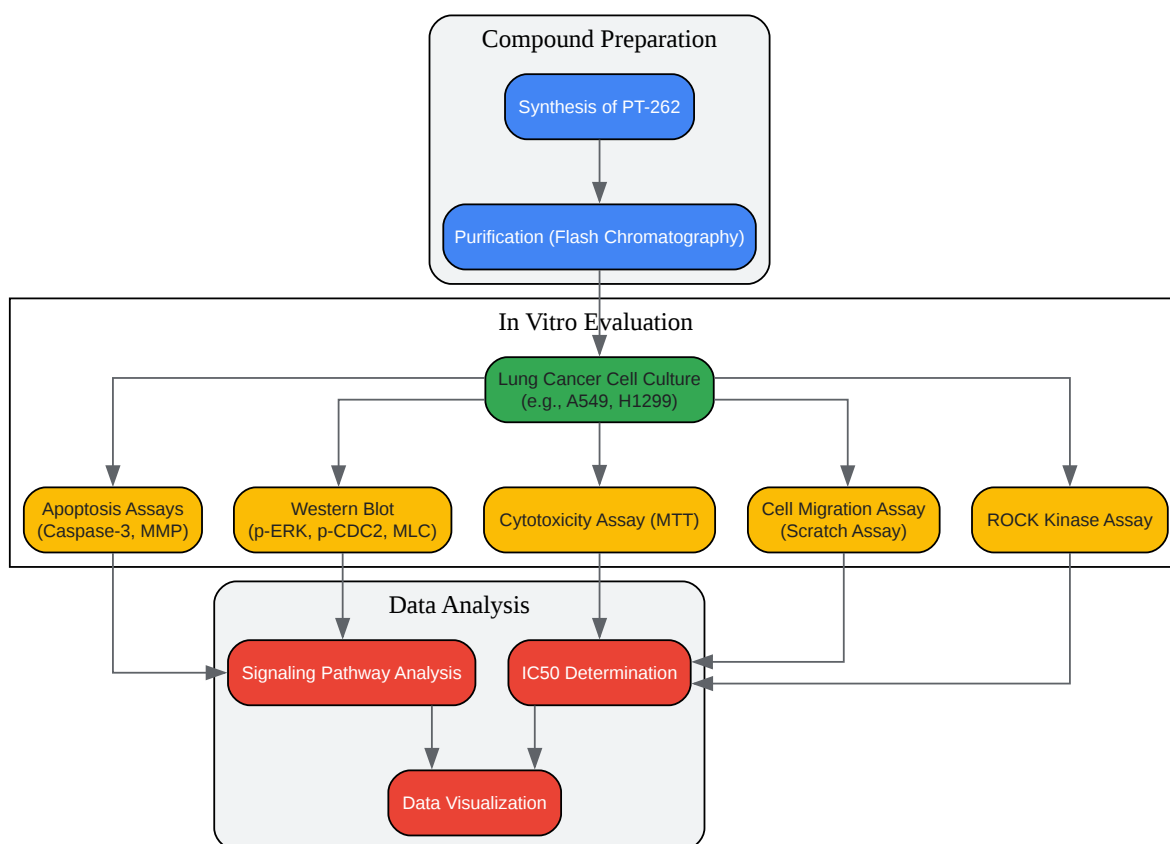 Compound Preparation
Synthesis of PT-262
Purification (Flash Chromatography)
In Vitro Evaluation
Lung Cancer Cell Culture
(e.g., A549, H1299)
Apoptosis Assays
(Caspase-3, MMP)
Western Blot
(p-ERK, p-CDC2, MLC)
Cytotoxicity Assay (MTT)
Cell Migration Assay
(Scratch Assay)
ROCK Kinase Assay
Data Analysis
Signaling Pathway Analysis
IC50 Determination
Data Visualization